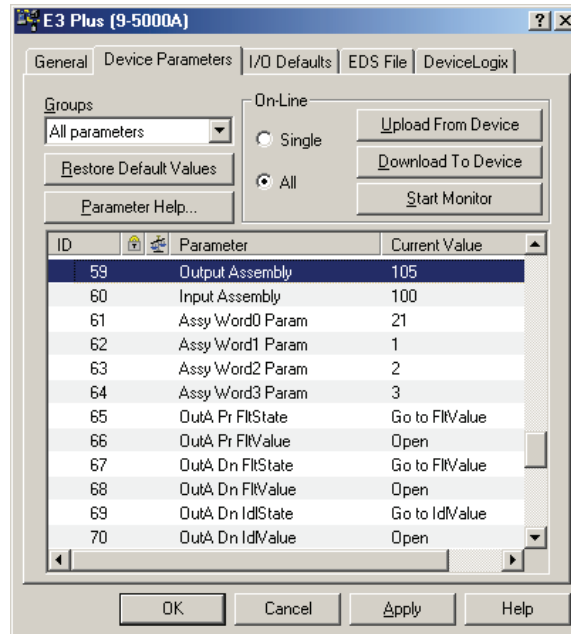 E3 Plus (9-5000A)
General Device Parameters I/O Defaults EDS File DeviceLogix
Groups
All parameters
Restore Default Values
Parameter Help...
On-Line
Single
All
Upload From Device
Download To Device
Start Monitor
ID Parameter Current Value
59 Output Assembly 105
60 Input Assembly 100
61 Assy Word0 Param 21
62 Assy Word1 Param 1
63 Assy Word2 Param 2
64 Assy Word3 Param 3
65 OutA Pr FltState Go to FltValue
66 OutA Pr FltValue Open
67 OutA Dn FltState Go to FltValue
68 OutA Dn FltValue Open
69 OutA Dn IdlState Go to IdlValue
70 OutA Dn IdlValue Open
OK Cancel Apply Help